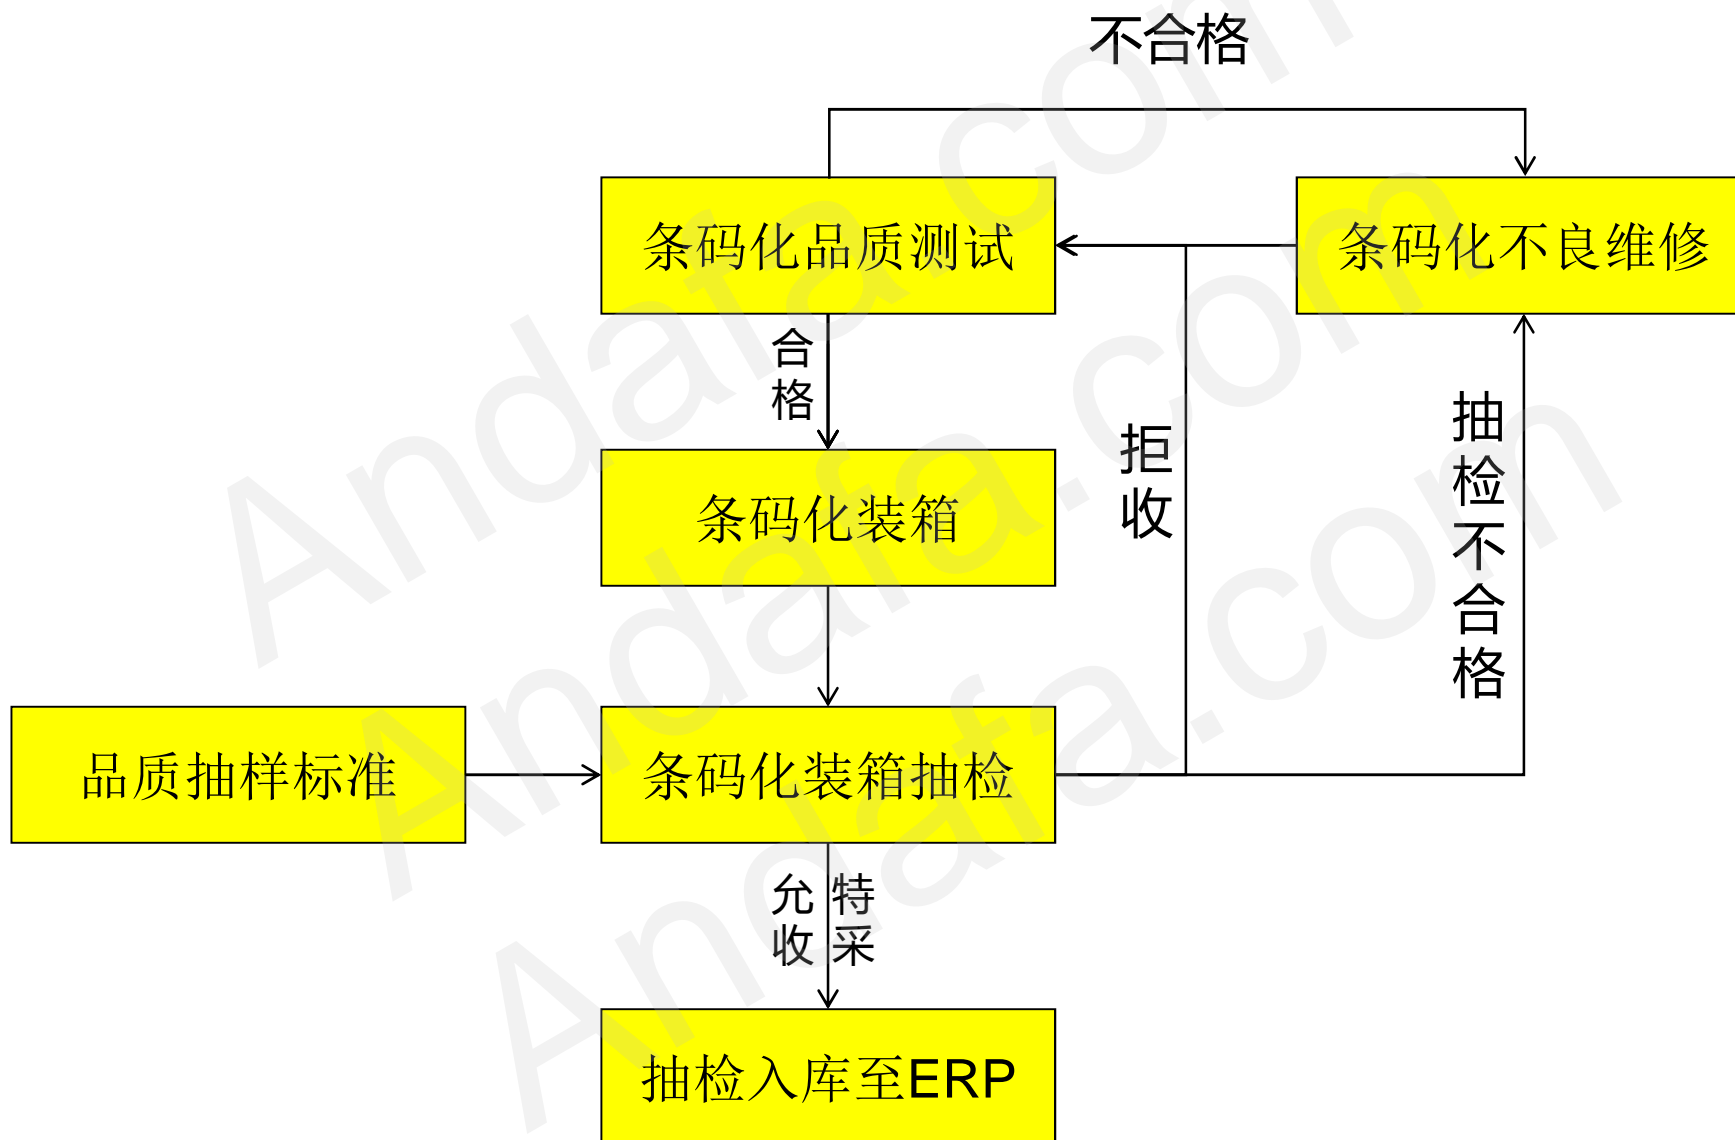 不合格
条码化品质测试
条码化不良维修
合格
拒收
抽检不合格
条码化装箱
品质抽样标准
条码化装箱抽检
允收
特采
抽检入库至ERP
Andafa.com
Andafa.com
Andafa.com